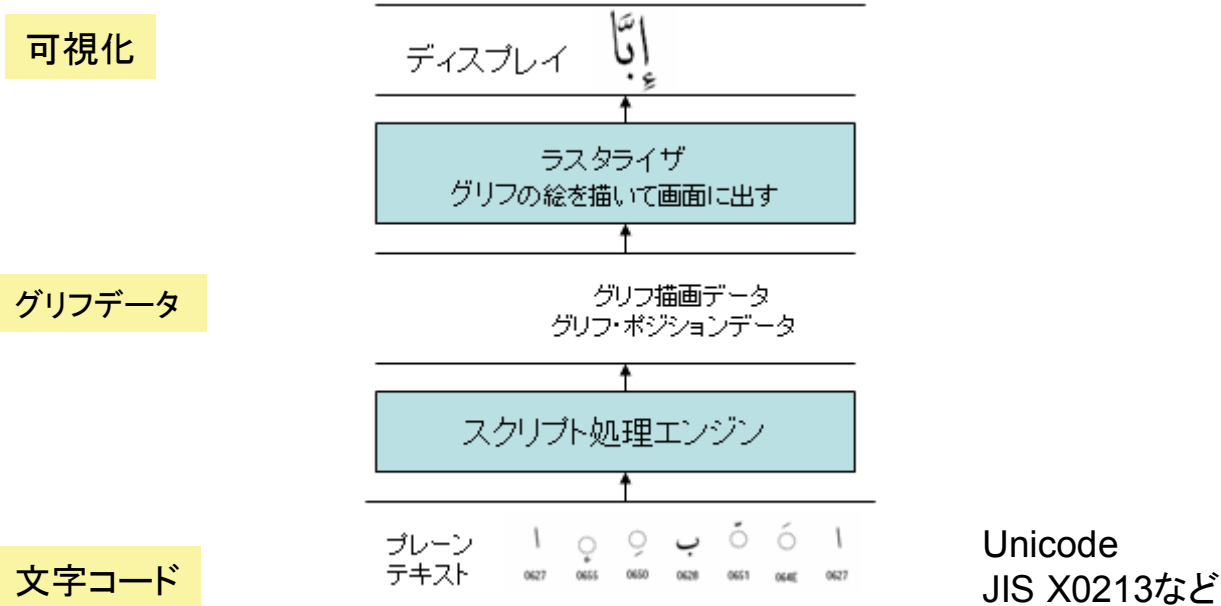 可視化
ディスプレイ إِبَّا
ラスタライザ
グリフの絵を描いて画面に出す
グリフデータ
グリフ描画データ
グリフ・ポジションデータ
スクリプト処理エンジン
文字コード
プレーン
テキスト
ا ◌ٕ ◌ِ ب ◌ّ ◌َ ا
0627 0655 0650 0628 0651 064E 0627
Unicode
JIS X0213など